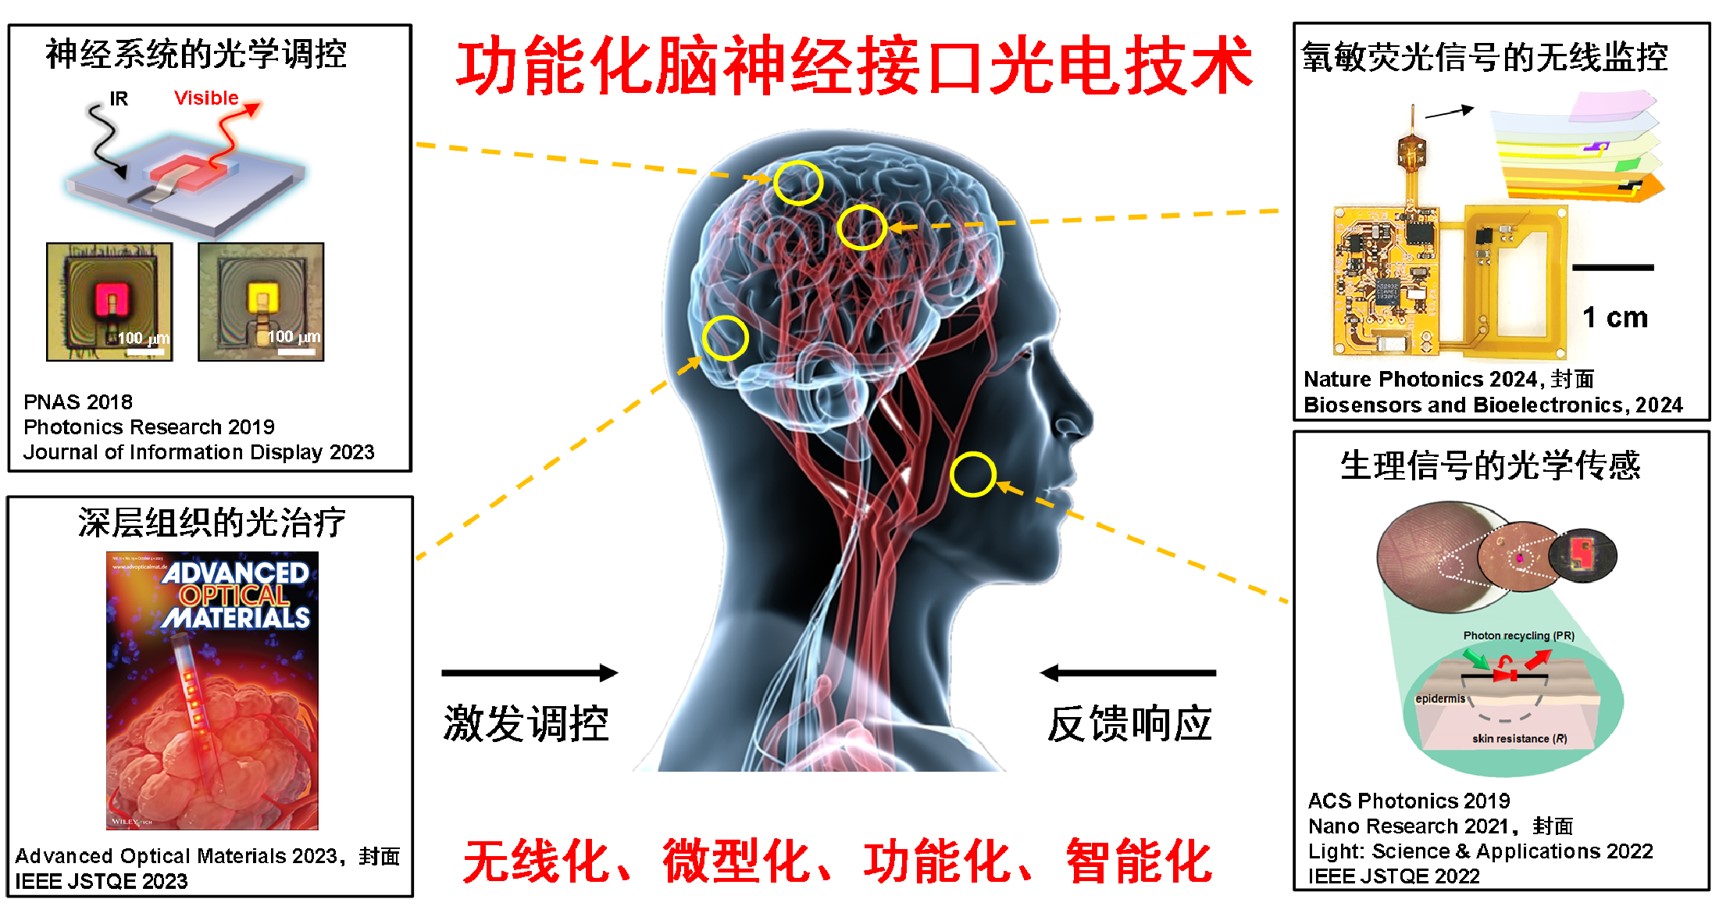 功能化脑神经接口光电技术
神经系统的光学调控
IR
Visible
100 μm
100 μm
PNAS 2018
Photonics Research 2019
Journal of Information Display 2023
深层组织的光治疗
www.advopticalmat.de
ADVANCED
OPTICAL
MATERIALS
WILEY-VCH
Advanced Optical Materials 2023，封面
IEEE JSTQE 2023
激发调控
反馈响应
无线化、微型化、功能化、智能化
氧敏荧光信号的无线监控
1 cm
Nature Photonics 2024, 封面
Biosensors and Bioelectronics, 2024
生理信号的光学传感
Photon recycling (PR)
epidermis
skin resistance (R)
ACS Photonics 2019
Nano Research 2021，封面
Light: Science & Applications 2022
IEEE JSTQE 2022